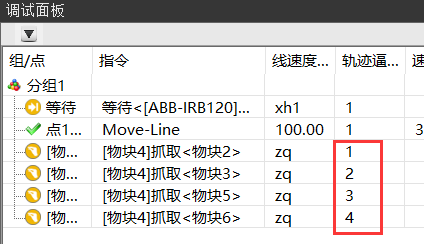 调试面板
组/点 指令 线速度... 轨迹逼... 速
分组1
等待 等待<[ABB-IRB120]... xh1 1
点1... Move-Line 100.00 1 3
[物... [物块4]抓取<物块2> zq 1
[物... [物块4]抓取<物块3> zq 2
[物... [物块4]抓取<物块5> zq 3
[物... [物块4]抓取<物块6> zq 4